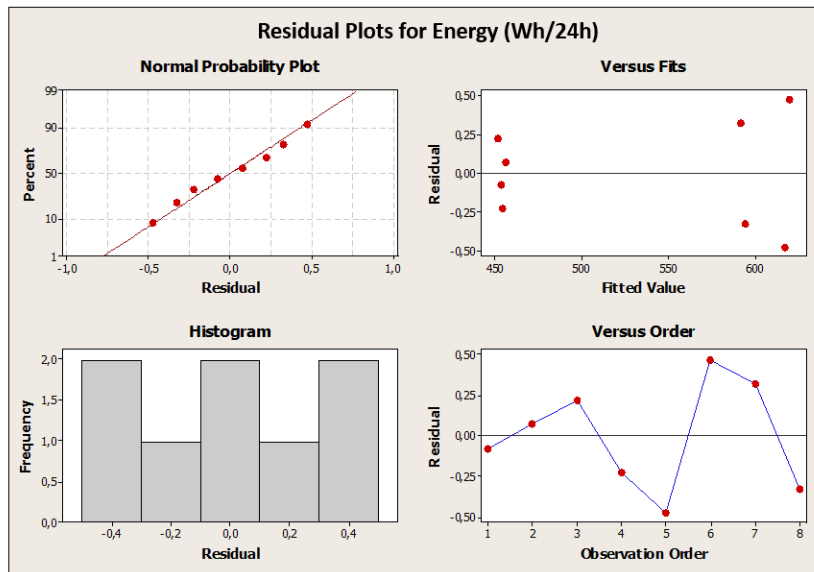 Residual Plots for Energy (Wh/24h)
Normal Probability Plot
99
90
50
10
1
Percent
-1,0 -0,5 0,0 0,5 1,0
Residual
Versus Fits
0,50
0,25
0,00
-0,25
-0,50
Residual
450 500 550 600
Fitted Value
Histogram
2,0
1,5
1,0
0,5
0,0
Frequency
-0,4 -0,2 0,0 0,2 0,4
Residual
Versus Order
0,50
0,25
0,00
-0,25
-0,50
Residual
1 2 3 4 5 6 7 8
Observation Order